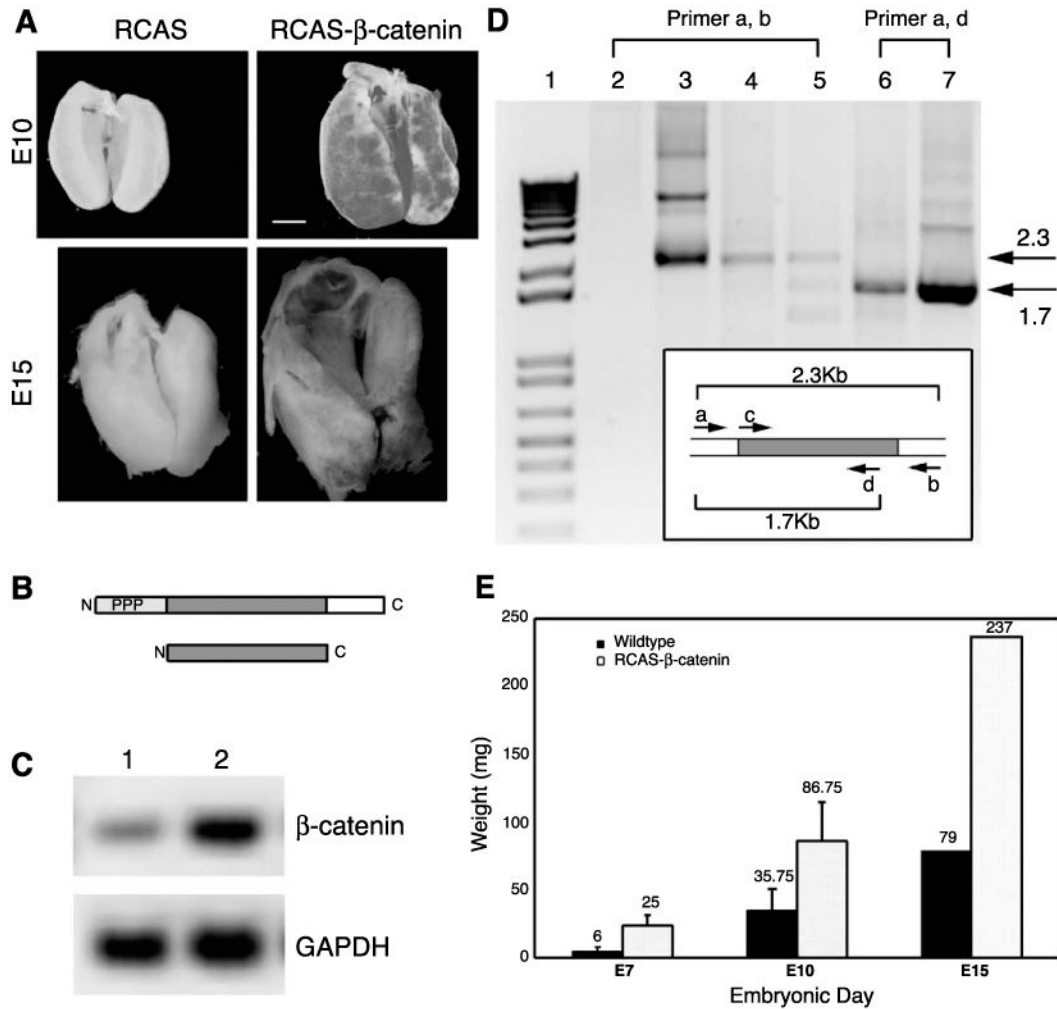 A
RCAS
RCAS-β-catenin
E10
E15
B
N PPP C
N C
C
1 2
β-catenin
GAPDH
D
Primer a, b
Primer a, d
1 2 3 4 5 6 7
2.3
1.7
2.3Kb
a c
d b
1.7Kb
E
250
200
150
100
50
0
Weight (mg)
Wildtype
RCAS-β-catenin
6
25
35.75
86.75
79
237
E7 E10 E15
Embryonic Day